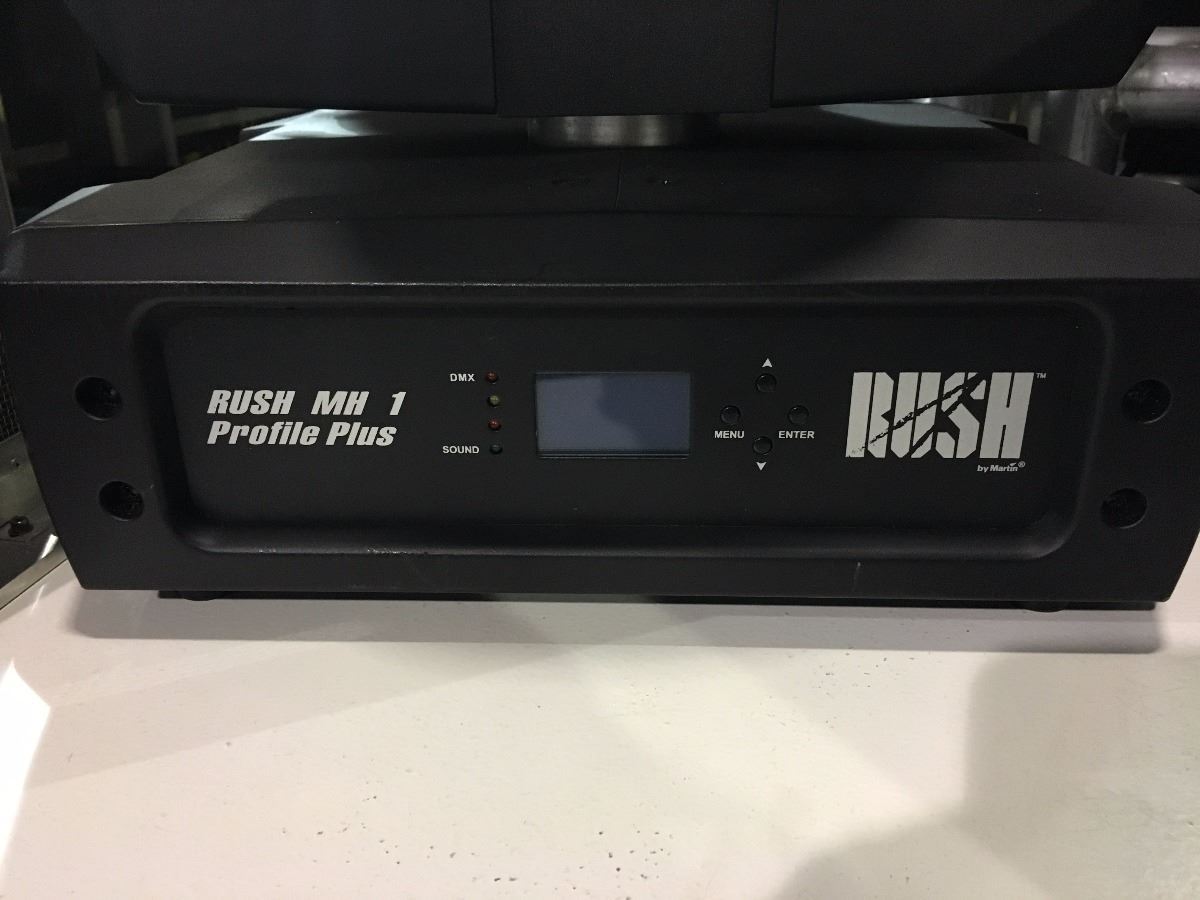 RUSH MH 1
Profile Plus
DMX
SOUND
MENU
ENTER
RUSH™
by Martin®